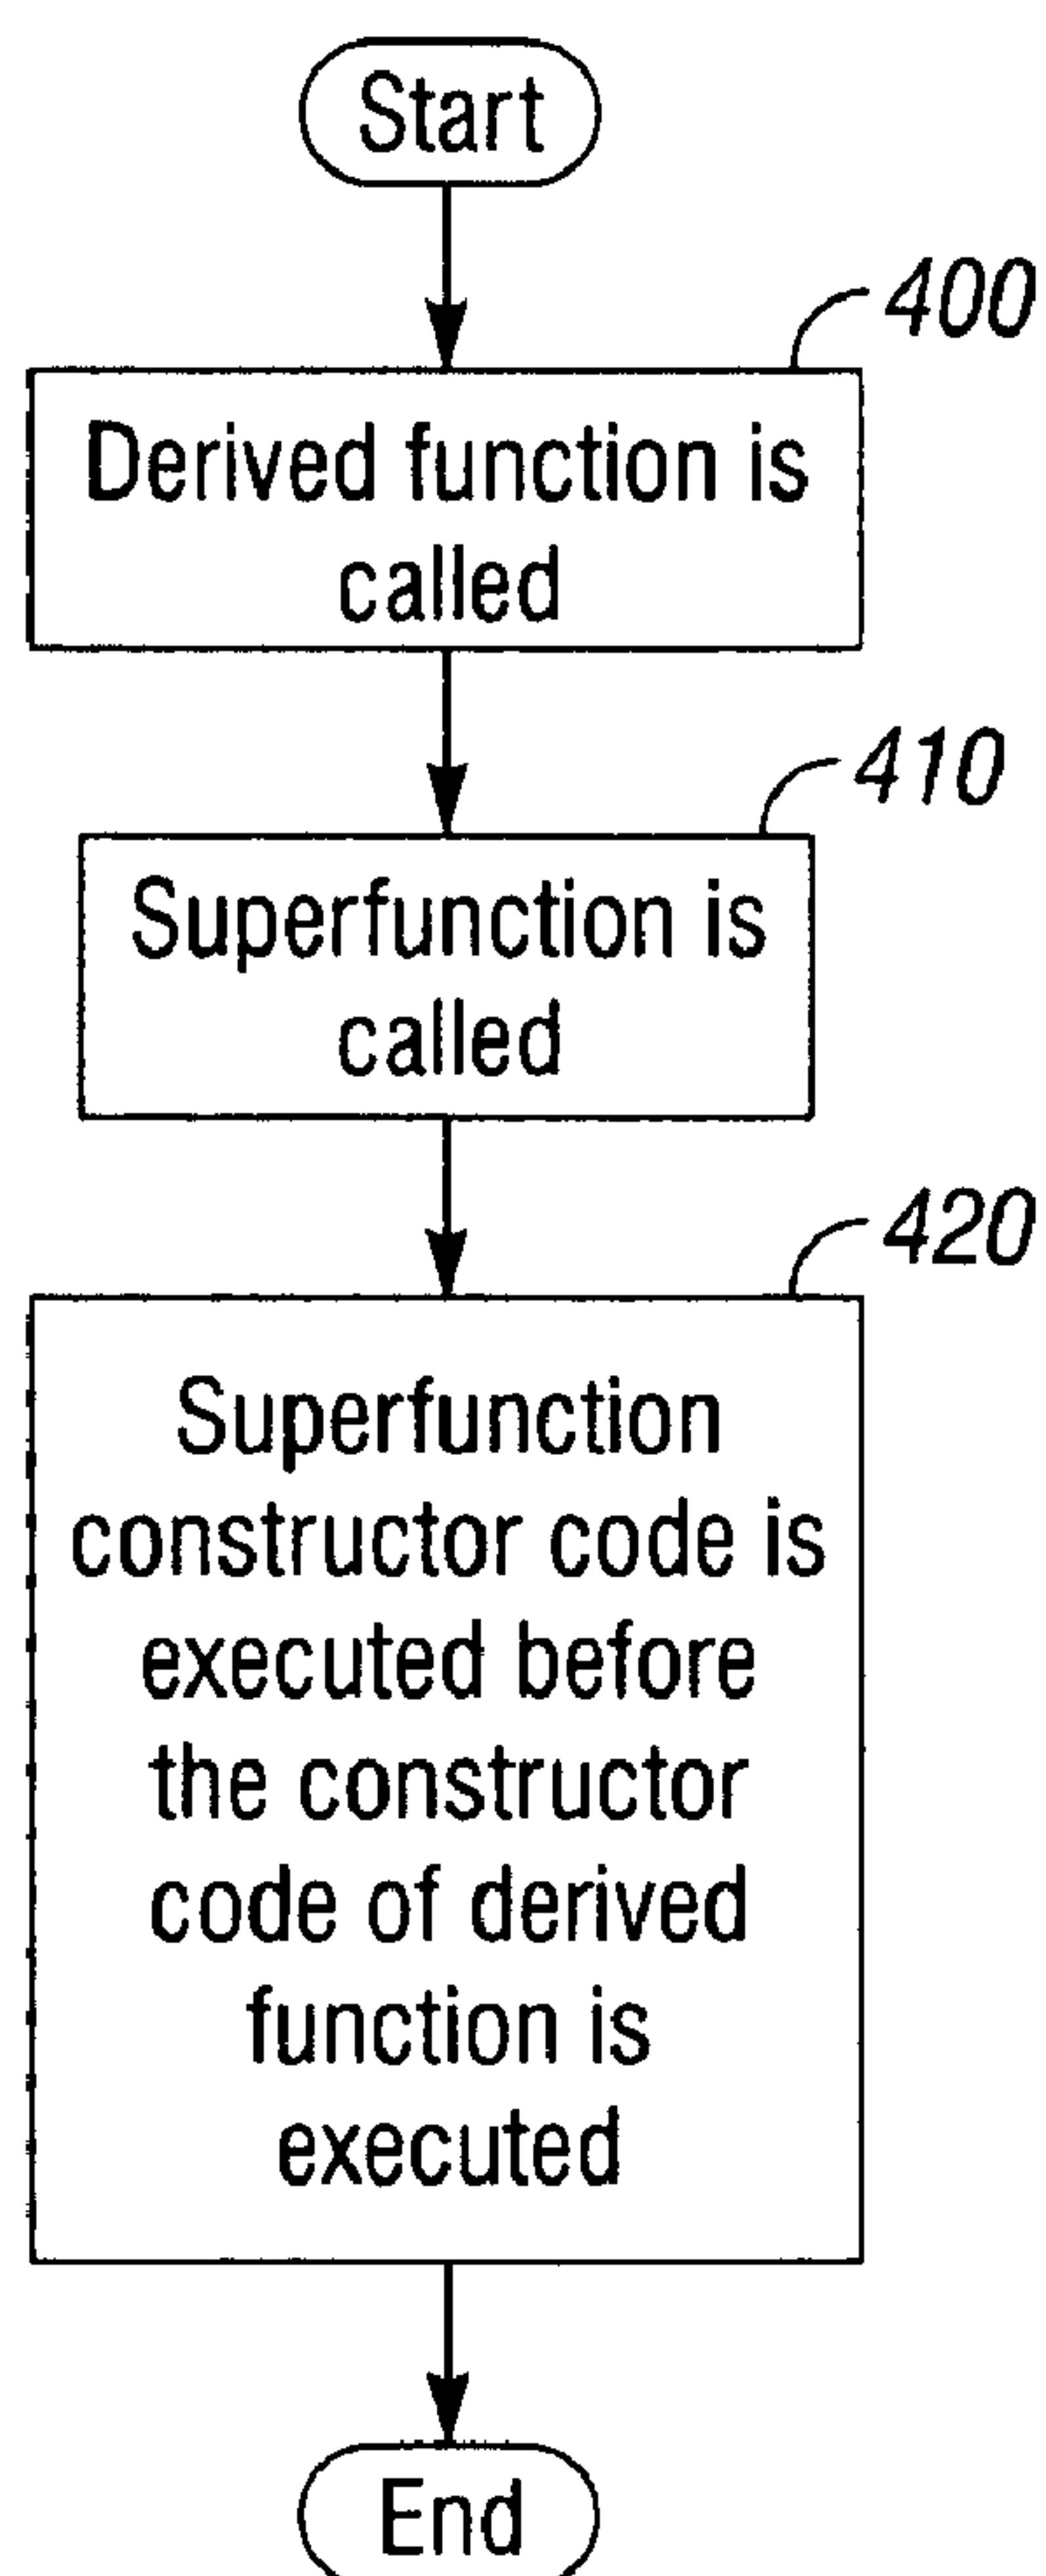 Start
400
Derived function is
called
410
Superfunction is
called
420
Superfunction
constructor code is
executed before
the constructor
code of derived
function is
executed
End